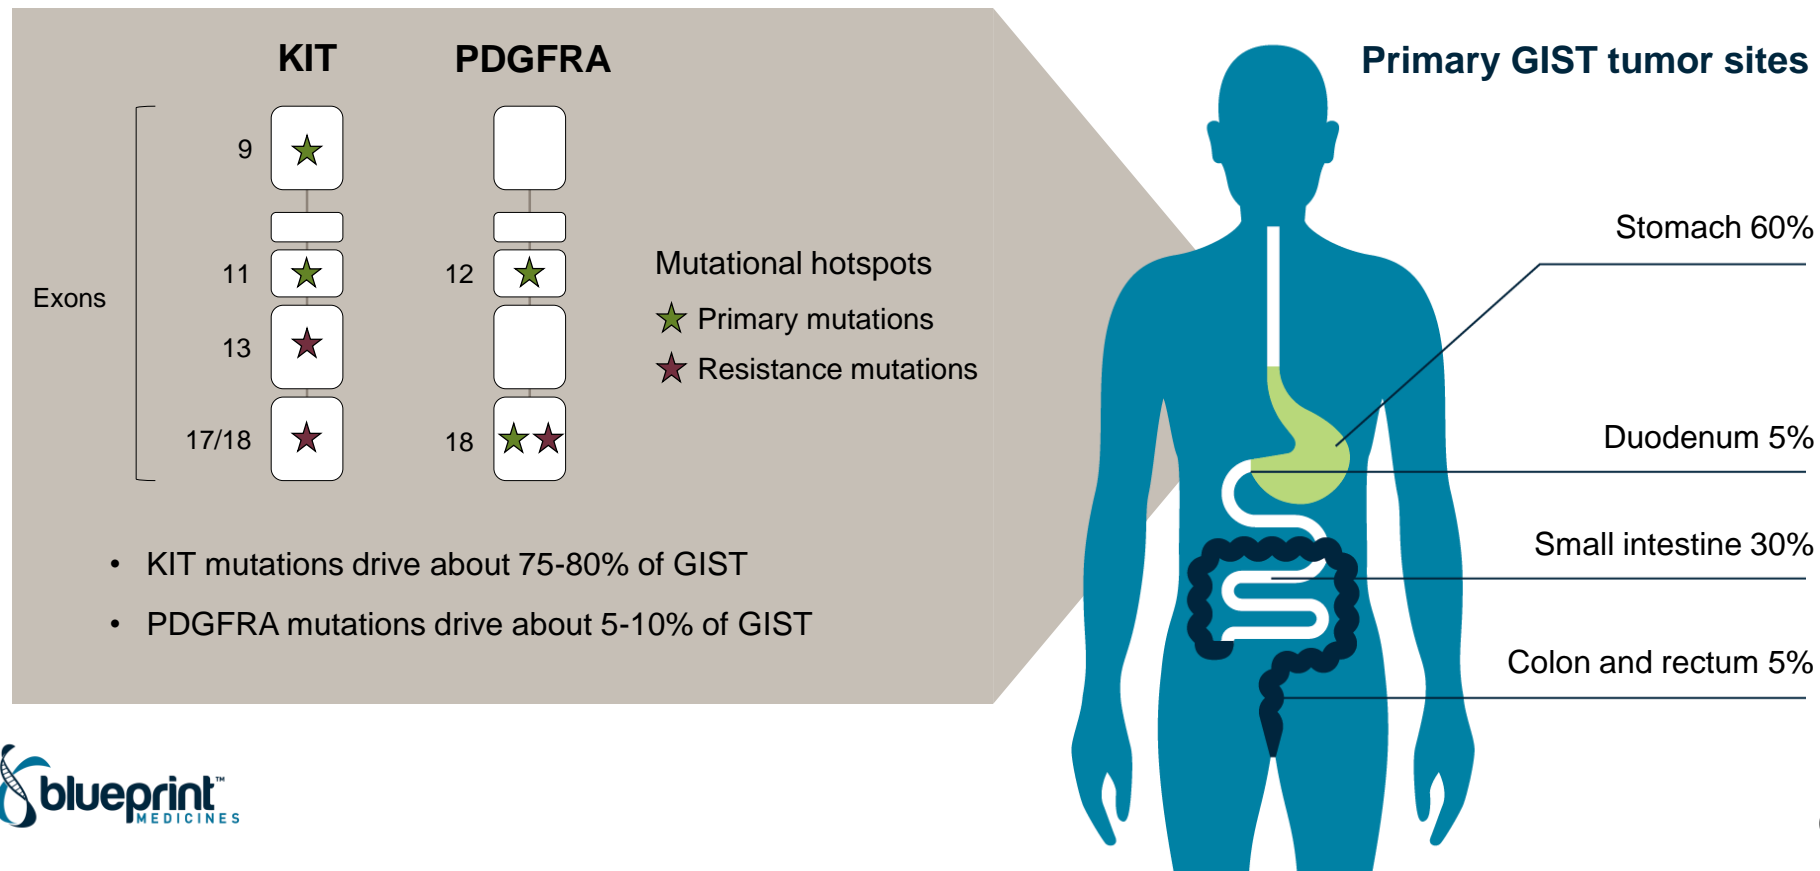 KIT
PDGFRA
Exons
9
11
13
17/18
12
18
Mutational hotspots
Primary mutations
Resistance mutations
• KIT mutations drive about 75-80% of GIST
• PDGFRA mutations drive about 5-10% of GIST
Primary GIST tumor sites
Stomach 60%
Duodenum 5%
Small intestine 30%
Colon and rectum 5%
blueprint™
MEDICINES